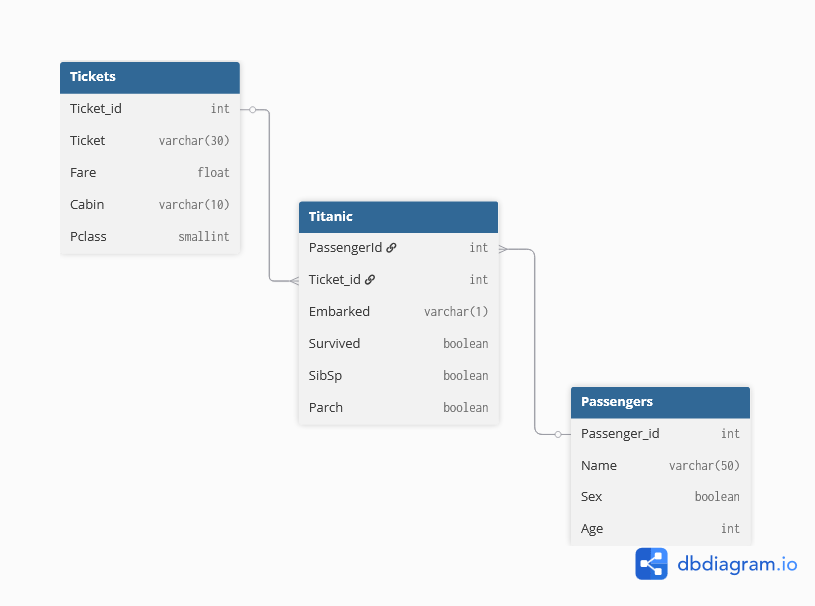 Tickets
Ticket_id int
Ticket varchar(30)
Fare float
Cabin varchar(10)
Pclass smallint
Titanic
PassengerId int
Ticket_id int
Embarked varchar(1)
Survived boolean
SibSp boolean
Parch boolean
Passengers
Passenger_id int
Name varchar(50)
Sex boolean
Age int
dbdiagram.io